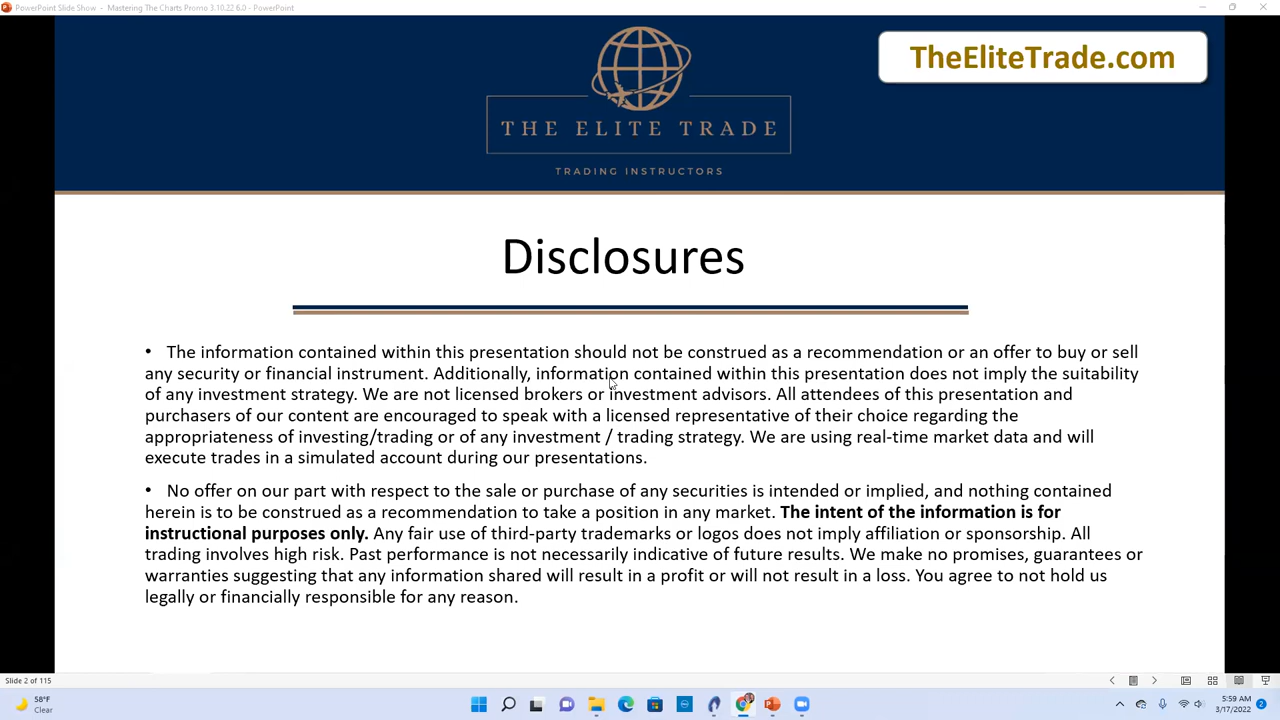 PowerPoint Slide Show - Mastering The Charts Promo 3.10.22 6.0 - PowerPoint
TheEliteTrade.com
THE ELITE TRADE
TRADING INSTRUCTORS
Disclosures
• The information contained within this presentation should not be construed as a recommendation or an offer to buy or sell
any security or financial instrument. Additionally, information contained within this presentation does not imply the suitability
of any investment strategy. We are not licensed brokers or investment advisors. All attendees of this presentation and
purchasers of our content are encouraged to speak with a licensed representative of their choice regarding the
appropriateness of investing/trading or of any investment / trading strategy. We are using real-time market data and will
execute trades in a simulated account during our presentations.
• No offer on our part with respect to the sale or purchase of any securities is intended or implied, and nothing contained
herein is to be construed as a recommendation to take a position in any market. The intent of the information is for
instructional purposes only. Any fair use of third-party trademarks or logos does not imply affiliation or sponsorship. All
trading involves high risk. Past performance is not necessarily indicative of future results. We make no promises, guarantees or
warranties suggesting that any information shared will result in a profit or will not result in a loss. You agree to not hold us
legally or financially responsible for any reason.
Slide 2 of 115
58°F
Clear
5:59 AM
3/17/2022
2